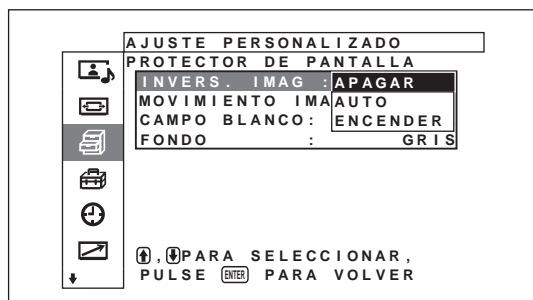 AJUSTE PERSONALIZADO
PROTECTOR DE PANTALLA
INVERS. IMAG : APAGAR
MOVIMIENTO IMA AUTO
CAMPO BLANCO: ENCENDER
FONDO : GRIS
, PARA SELECCIONAR,
PULSE ENTER PARA VOLVER